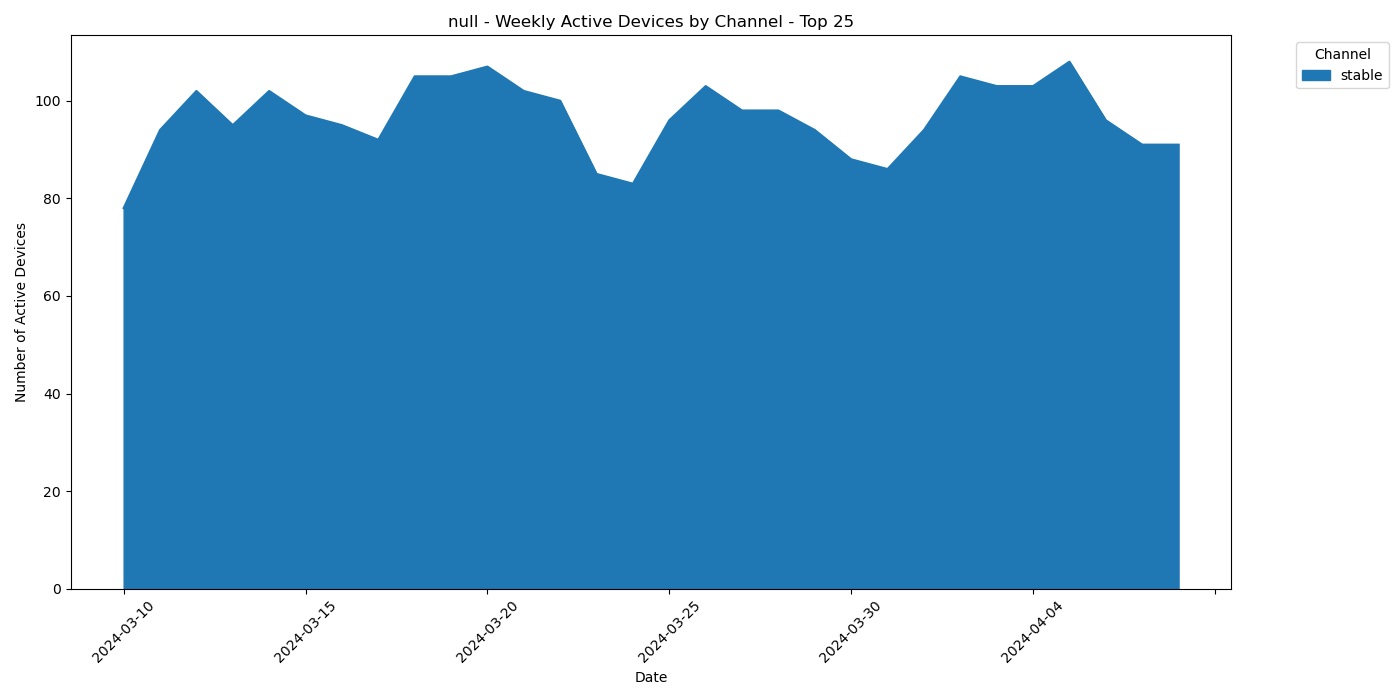 null - Weekly Active Devices by Channel - Top 25
Channel
stable
Number of Active Devices
100
80
60
40
20
0
2024-03-10
2024-03-15
2024-03-20
2024-03-25
2024-03-30
2024-04-04
Date